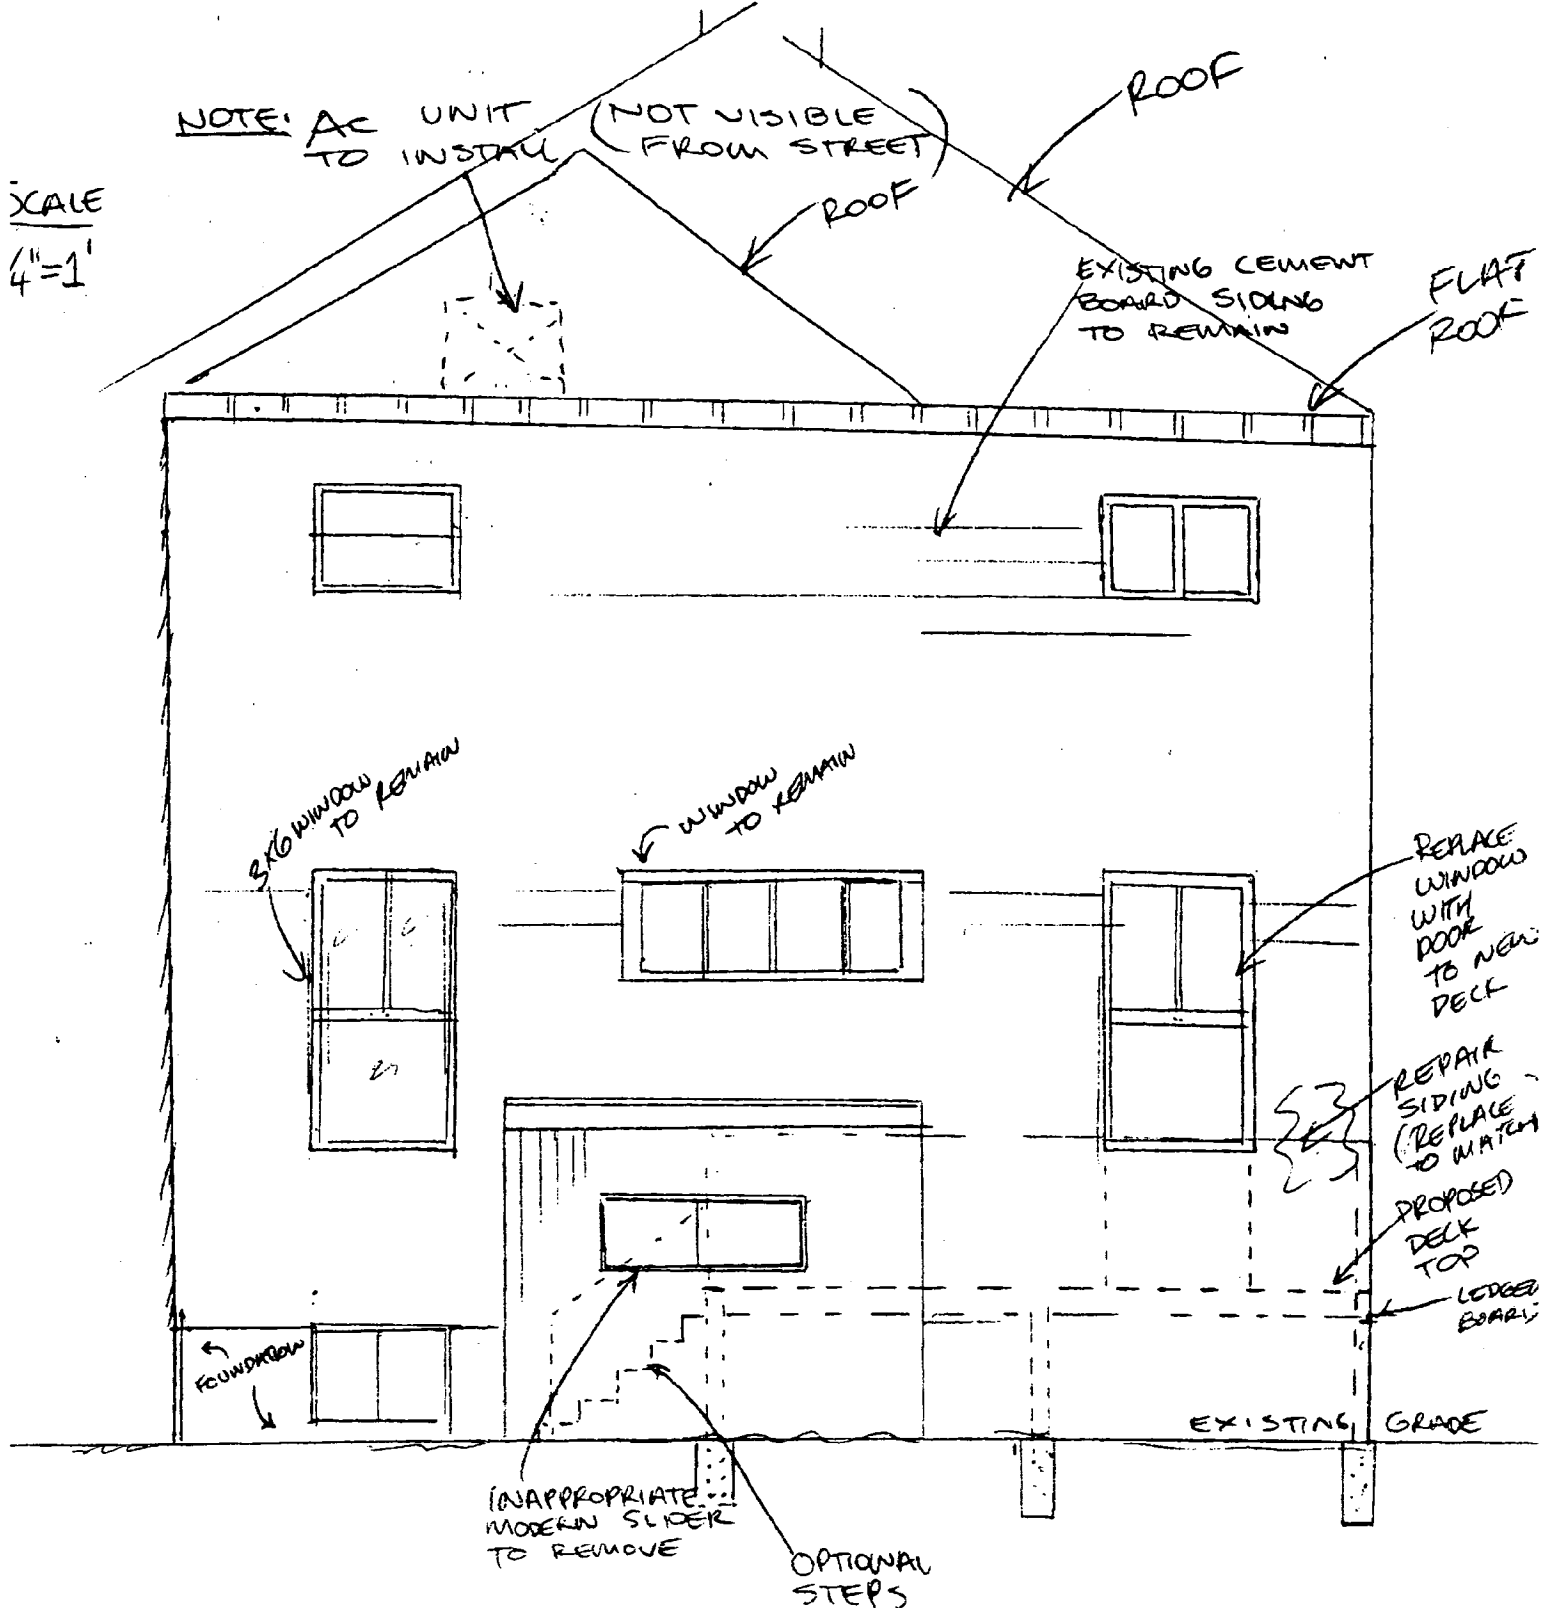 NOTE: AC UNIT
TO INSTALL
(NOT VISIBLE
FROM STREET)
ROOF
SCALE
1/4"=1'
ROOF
EXISTING CEMENT
BOARD SIDING
TO REMAIN
FLAT
ROOF
3x6 WINDOW
TO REMAIN
WINDOW
TO REMAIN
REPLACE
WINDOW
WITH
DOOR
TO NEW
DECK
REPAIR
SIDING
(REPLACE
TO MATCH
PROPOSED
DECK
TOP
LEDGER
BOARD
FOUNDATION
EXISTING GRADE
INAPPROPRIATE
MODERN SLIDER
TO REMOVE
OPTIONAL
STEPS